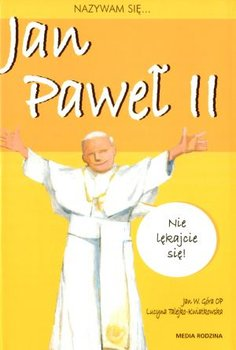 NAZYWAM SIĘ...
Jan
Paweł II
Nie
lękajcie
się!
Jan W. Góra OP
Lucyna Talejko-Kwiatkowska
MEDIA RODZINA